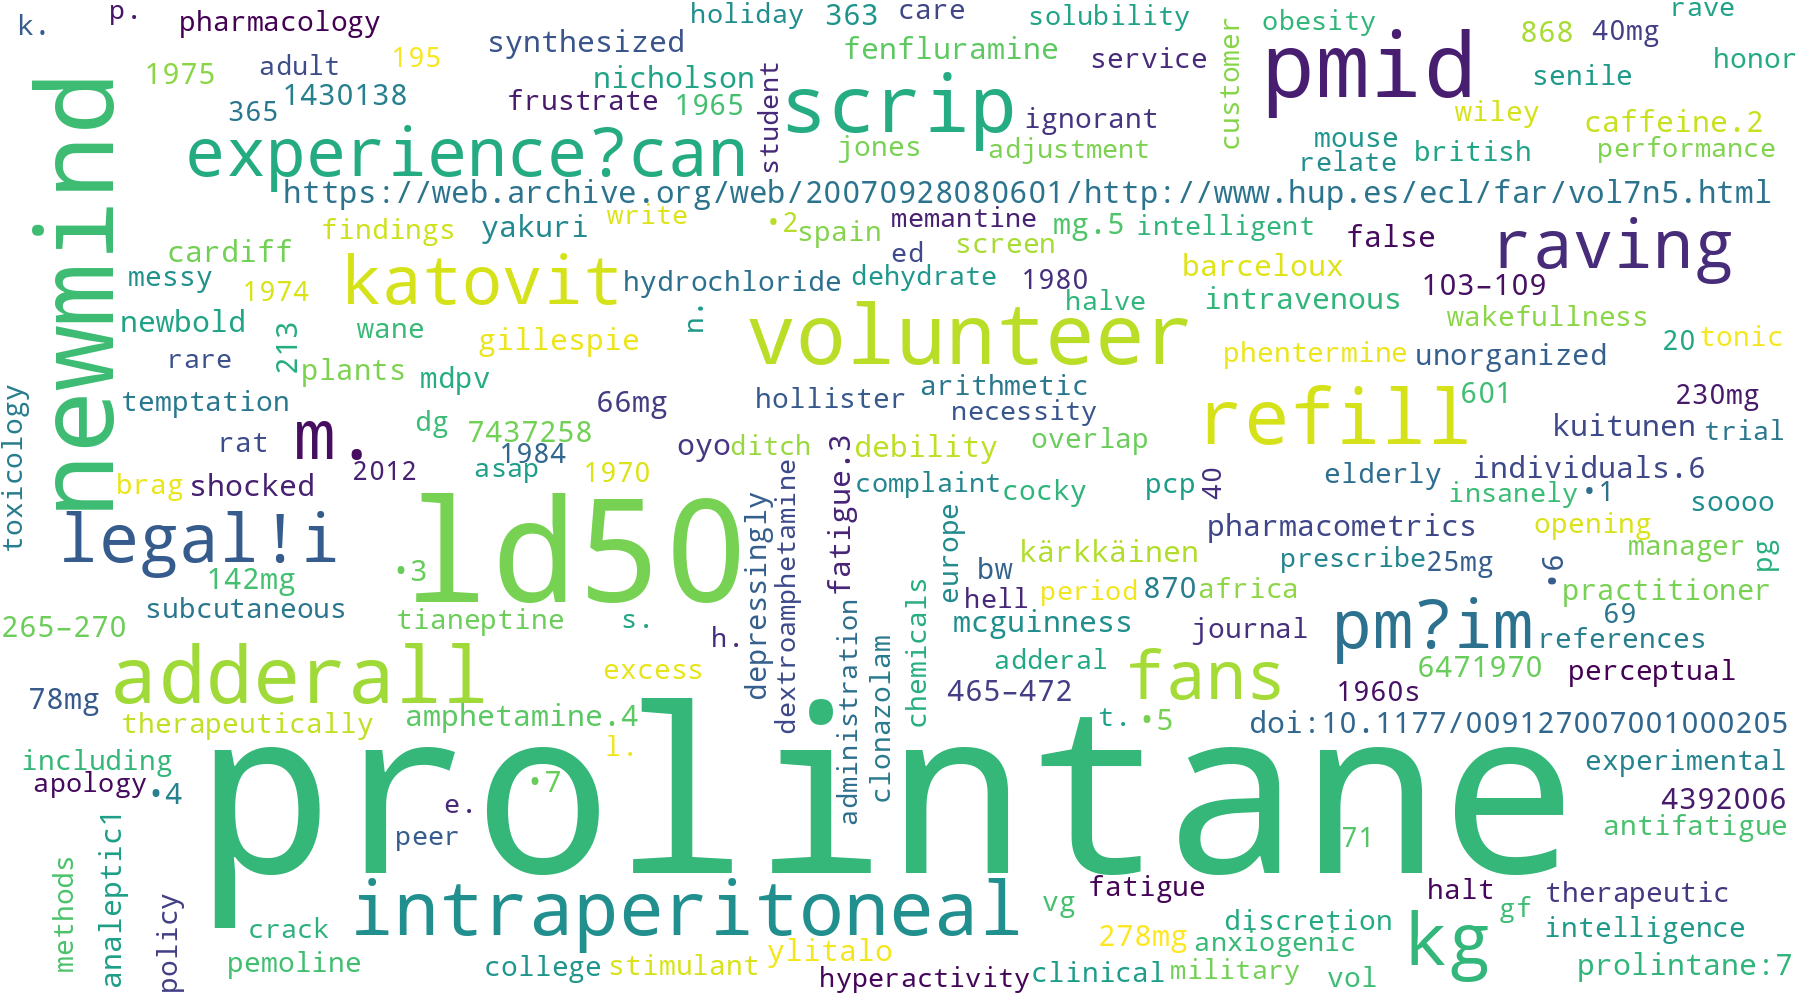 k.
p.
pharmacology
holiday
363
care
solubility
obesity
rave
868
40mg
honor
synthesized
fenfluramine
service
customer
pmid
senile
1975
adult
195
nicholson
365
1430138
frustrate
1965
student
scrip
ignorant
wiley
caffeine.2
newmind
experience?can
jones
adjustment
mouse
relate
british
performance
https://web.archive.org/web/20070928080601/http://www.hup.es/ecl/far/vol7n5.html
findings
yakuri
write
•2
spain
memantine
mg.5
intelligent
false
raving
cardiff
ed
screen
messy
1974
katovit
hydrochloride
dehydrate
1980
barceloux
103–109
newbold
213
wane
gillespie
n.
volunteer
halve
intravenous
wakefullness
rare
plants
mdpv
phentermine
unorganized
20
tonic
toxicology
temptation
66mg
hollister
arithmetic
necessity
refill
601
230mg
rat
m.
dg
7437258
oyo
ditch
fatigue.3
debility
overlap
kuitunen
trial
1984
brag
shocked
2012
asap
1970
complaint
cocky
pcp
40
elderly
individuals.6
insanely
•1
soooo
legal!i
ld50
depressingly
dextroamphetamine
europe
kärkkäinen
pharmacometrics
opening
manager
pg
142mg
•3
bw
prescribe
25mg
•6
subcutaneous
hell
period
870
africa
practitioner
265–270
tianeptine
s.
h.
administration
clonazolam
chemicals
mcguinness
journal
pm?im
69
references
adderall
excess
adderal
fans
6471970
perceptual
78mg
465–472
1960s
therapeutically
amphetamine.4
l.
t.
•5
doi:10.1177/009127007001000205
including
apology
•4
•7
prolintane
experimental
e.
4392006
peer
71
antifatigue
methods
analeptic1
policy
intraperitoneal
fatigue
halt
therapeutic
vg
gf
crack
discretion
kg
intelligence
278mg
anxiogenic
pemoline
college
stimulant
ylitalo
hyperactivity
clinical
military
vol
prolintane:7